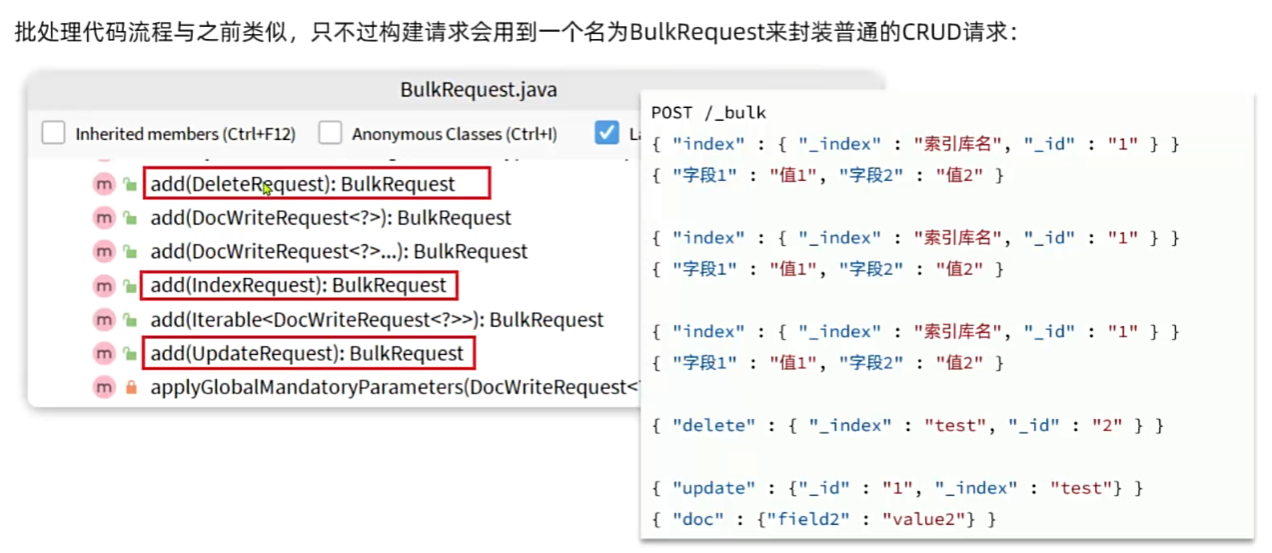 批处理代码流程与之前类似，只不过构建请求会用到一个名为BulkRequest来封装普通的CRUD请求：
BulkRequest.java
Inherited members (Ctrl+F12)
Anonymous Classes (Ctrl+I)
m add(DeleteRequest): BulkRequest
m add(DocWriteRequest<?>): BulkRequest
m add(DocWriteRequest<?>...): BulkRequest
m add(IndexRequest): BulkRequest
m add(Iterable<DocWriteRequest<?>>): BulkRequest
m add(UpdateRequest): BulkRequest
m applyGlobalMandatoryParameters(DocWriteRequest<?
POST /_bulk
{ "index" : { "_index" : "索引库名", "_id" : "1" } }
{ "字段1" : "值1", "字段2" : "值2" }
{ "index" : { "_index" : "索引库名", "_id" : "1" } }
{ "字段1" : "值1", "字段2" : "值2" }
{ "index" : { "_index" : "索引库名", "_id" : "1" } }
{ "字段1" : "值1", "字段2" : "值2" }
{ "delete" : { "_index" : "test", "_id" : "2" } }
{ "update" : {"_id" : "1", "_index" : "test"} }
{ "doc" : {"field2" : "value2"} }